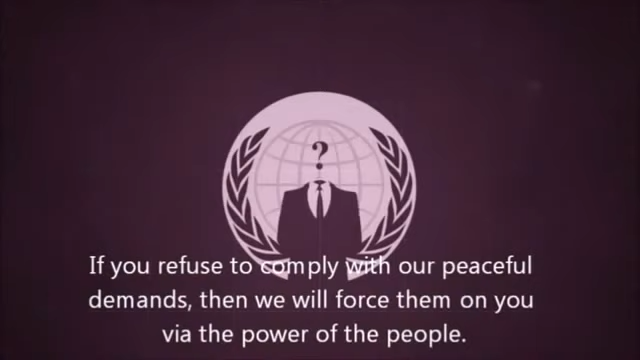 ?
If you refuse to comply with our peaceful
demands, then we will force them on you
via the power of the people.